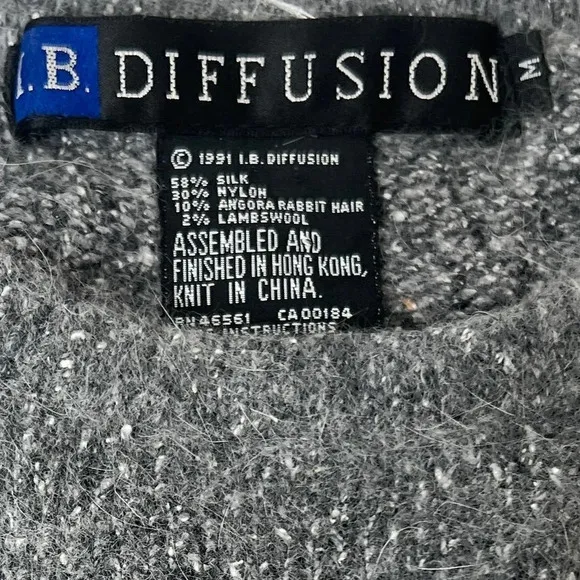 I.B. DIFFUSION M
© 1991 I.B. DIFFUSION
58% SILK
30% NYLON
10% ANGORA RABBIT HAIR
2% LAMBSWOOL
ASSEMBLED AND
FINISHED IN HONG KONG,
KNIT IN CHINA.
RN 46561 CA 00184
INSTRUCTIONS